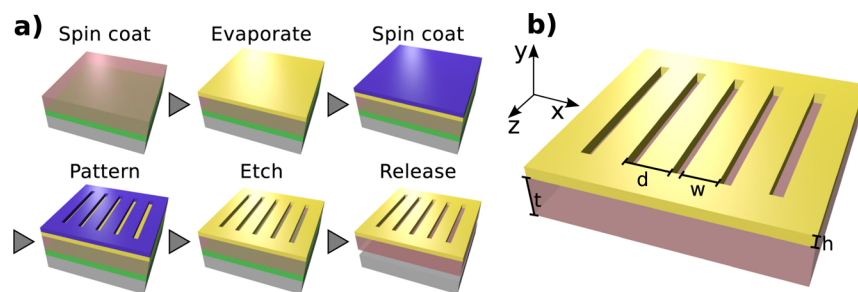 a)
Spin coat
Evaporate
Spin coat
Pattern
Etch
Release
b)
y
x
z
d
w
t
h